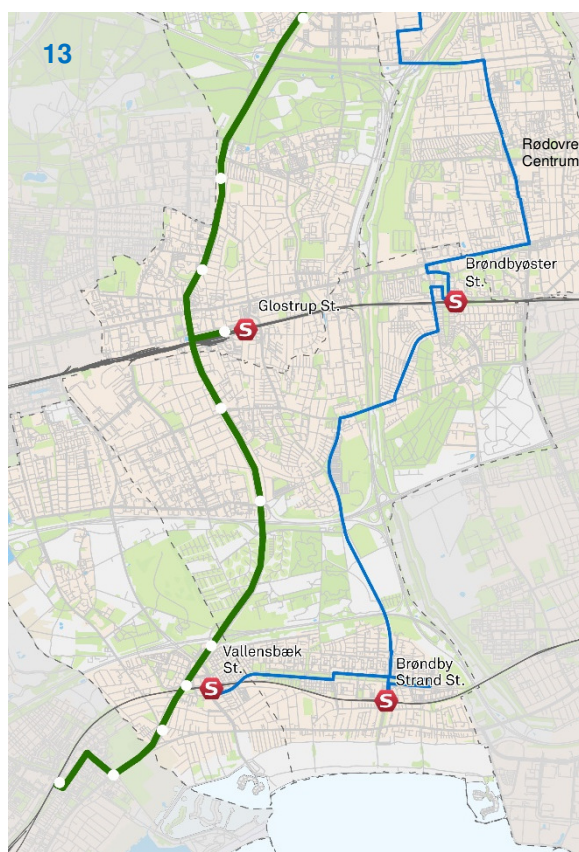 13
Rødovre
Centrum
Brøndbyøster
St.
S
Glostrup St.
S
Vallensbæk
St.
S
Brøndby
Strand St.
S